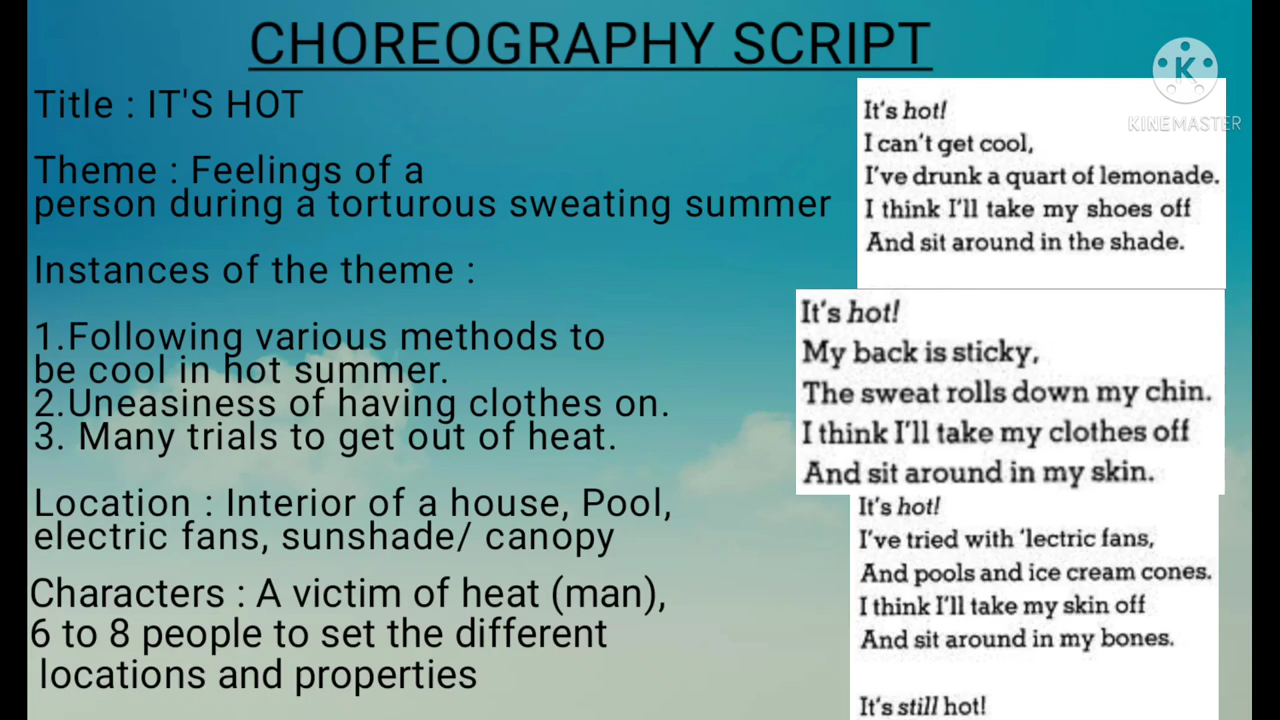 CHOREOGRAPHY SCRIPT
Title : IT'S HOT
Theme : Feelings of a
person during a torturous sweating summer
Instances of the theme :
1.Following various methods to
be cool in hot summer.
2.Uneasiness of having clothes on.
3. Many trials to get out of heat.
Location : Interior of a house, Pool,
electric fans, sunshade/ canopy
Characters : A victim of heat (man),
6 to 8 people to set the different
locations and properties
K
KINEMASTER
It's hot!
I can't get cool,
I've drunk a quart of lemonade.
I think I'll take my shoes off
And sit around in the shade.
It's hot!
My back is sticky,
The sweat rolls down my chin.
I think I'll take my clothes off
And sit around in my skin.
It's hot!
I've tried with 'lectric fans,
And pools and ice cream cones.
I think I'll take my skin off
And sit around in my bones.
It's still hot!